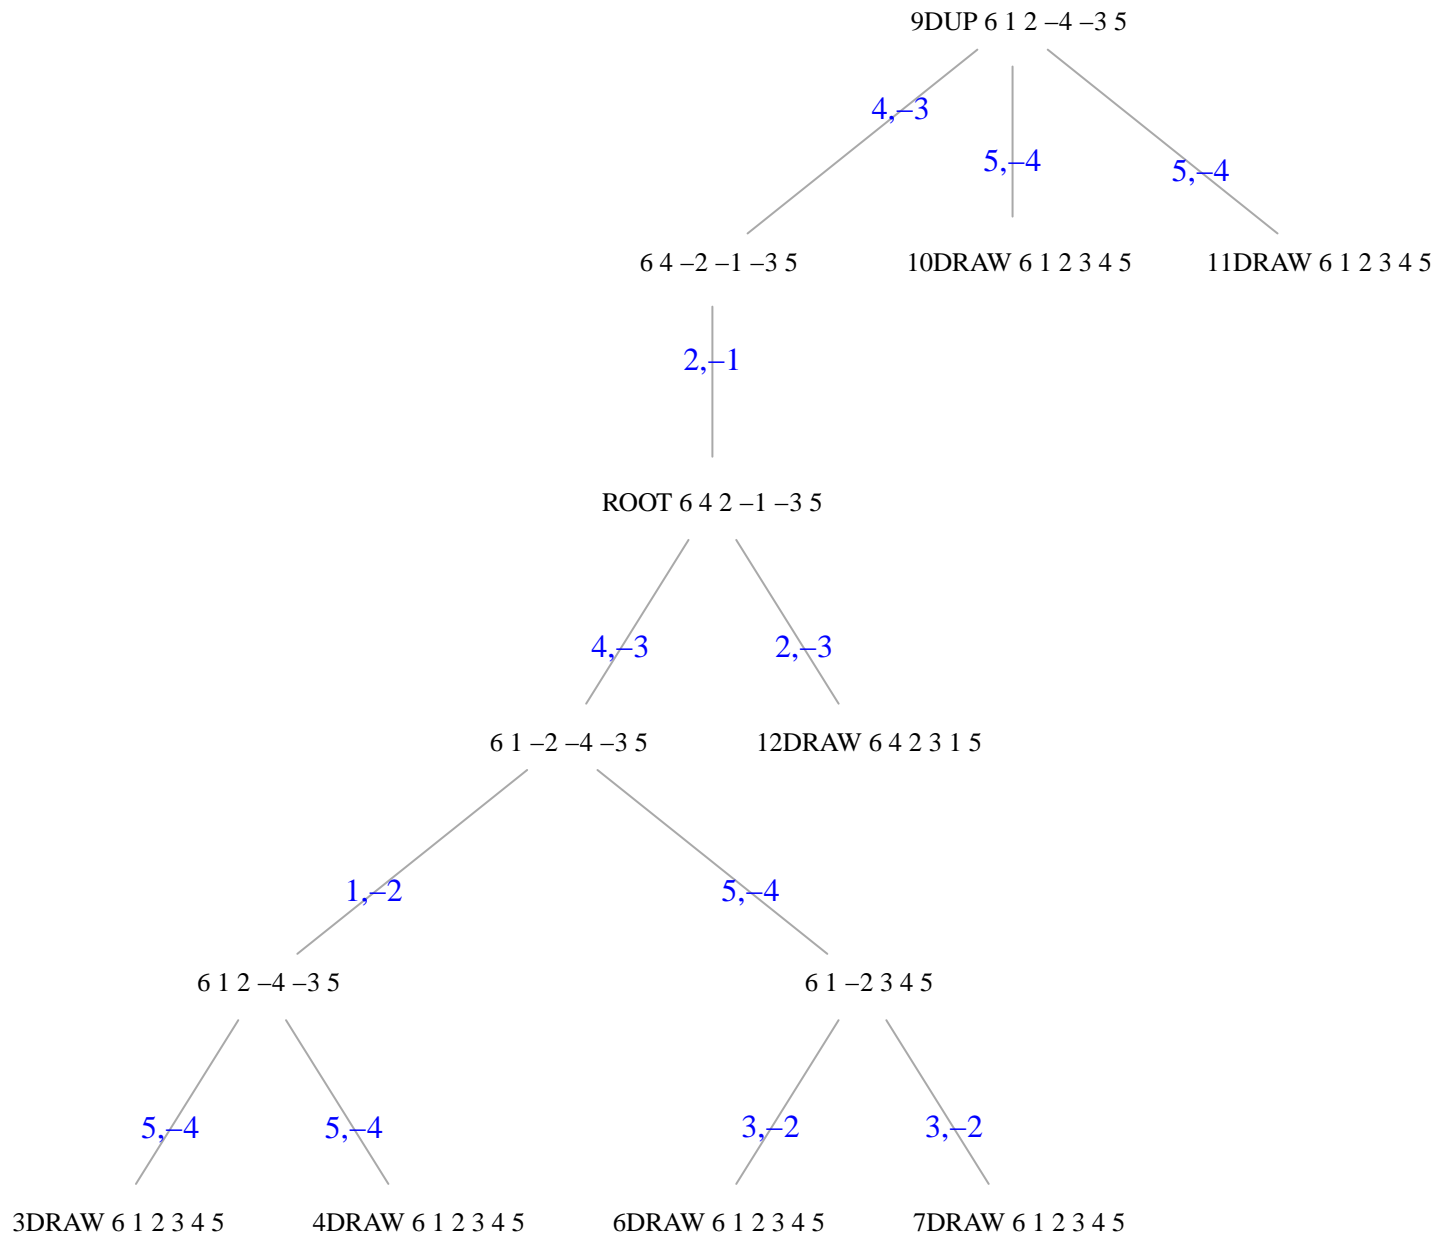 9DUP 6 1 2 –4 –3 5
4,–3
5,–4
5,–4
6 4 –2 –1 –3 5
10DRAW 6 1 2 3 4 5
11DRAW 6 1 2 3 4 5
2,–1
ROOT 6 4 2 –1 –3 5
4,–3
2,–3
6 1 –2 –4 –3 5
12DRAW 6 4 2 3 1 5
1,–2
5,–4
6 1 2 –4 –3 5
6 1 –2 3 4 5
5,–4
5,–4
3,–2
3,–2
3DRAW 6 1 2 3 4 5
4DRAW 6 1 2 3 4 5
6DRAW 6 1 2 3 4 5
7DRAW 6 1 2 3 4 5